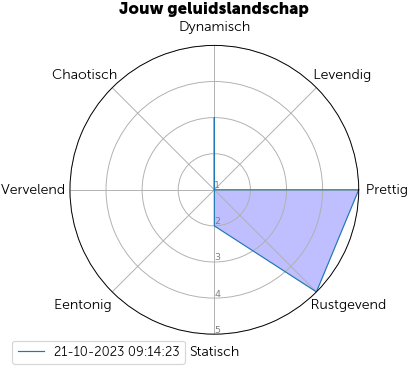 Jouw geluidslandschap
Dynamisch
Chaotisch
Levendig
Vervelend
1
Prettig
2
3
4
Eentonig
Rustgevend
5
21-10-2023 09:14:23
Statisch